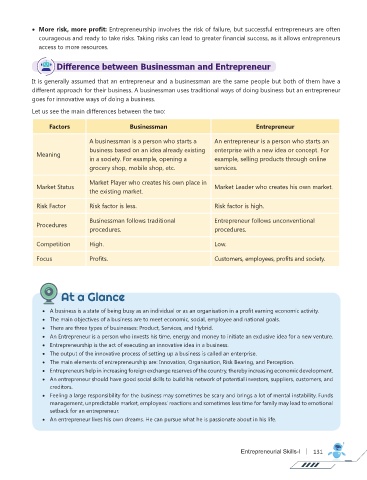 • More risk, more profit: Entrepreneurship involves the risk of failure, but successful entrepreneurs are often
courageous and ready to take risks. Taking risks can lead to greater financial success, as it allows entrepreneurs
access to more resources.
Difference between Businessman and Entrepreneur
It is generally assumed that an entrepreneur and a businessman are the same people but both of them have a
different approach for their business. A businessman uses traditional ways of doing business but an entrepreneur
goes for innovative ways of doing a business.
Let us see the main differences between the two:
Factors Businessman Entrepreneur
Meaning
A businessman is a person who starts a
business based on an idea already existing
in a society. For example, opening a
grocery shop, mobile shop, etc.
An entrepreneur is a person who starts an
enterprise with a new idea or concept. For
example, selling products through online
services.
Market Status
Market Player who creates his own place in
the existing market.
Market Leader who creates his own market.
Risk Factor Risk factor is less. Risk factor is high.
Procedures
Businessman follows traditional
procedures.
Entrepreneur follows unconventional
procedures.
Competition High. Low.
Focus Profits. Customers, employees, profits and society.
At a Glance
• A business is a state of being busy as an individual or as an organisation in a profit earning economic activity.
• The main objectives of a business are to meet economic, social, employee and national goals.
• There are three types of businesses: Product, Services, and Hybrid.
• An Entrepreneur is a person who invests his time, energy and money to initiate an exclusive idea for a new venture.
• Entrepreneurship is the act of executing an innovative idea in a business.
• The output of the innovative process of setting up a business is called an enterprise.
• The main elements of entrepreneurship are: Innovation, Organisation, Risk Bearing, and Perception.
• Entrepreneurs help in increasing foreign exchange reserves of the country, thereby increasing economic development.
• An entrepreneur should have good social skills to build his network of potential investors, suppliers, customers, and
creditors.
• Feeling a large responsibility for the business may sometimes be scary and brings a lot of mental instability. Funds
management, unpredictable market, employees' reactions and sometimes less time for family may lead to emotional
setback for an entrepreneur.
• An entrepreneur lives his own dreams. He can pursue what he is passionate about in his life.
Entrepreneurial Skills-I 131